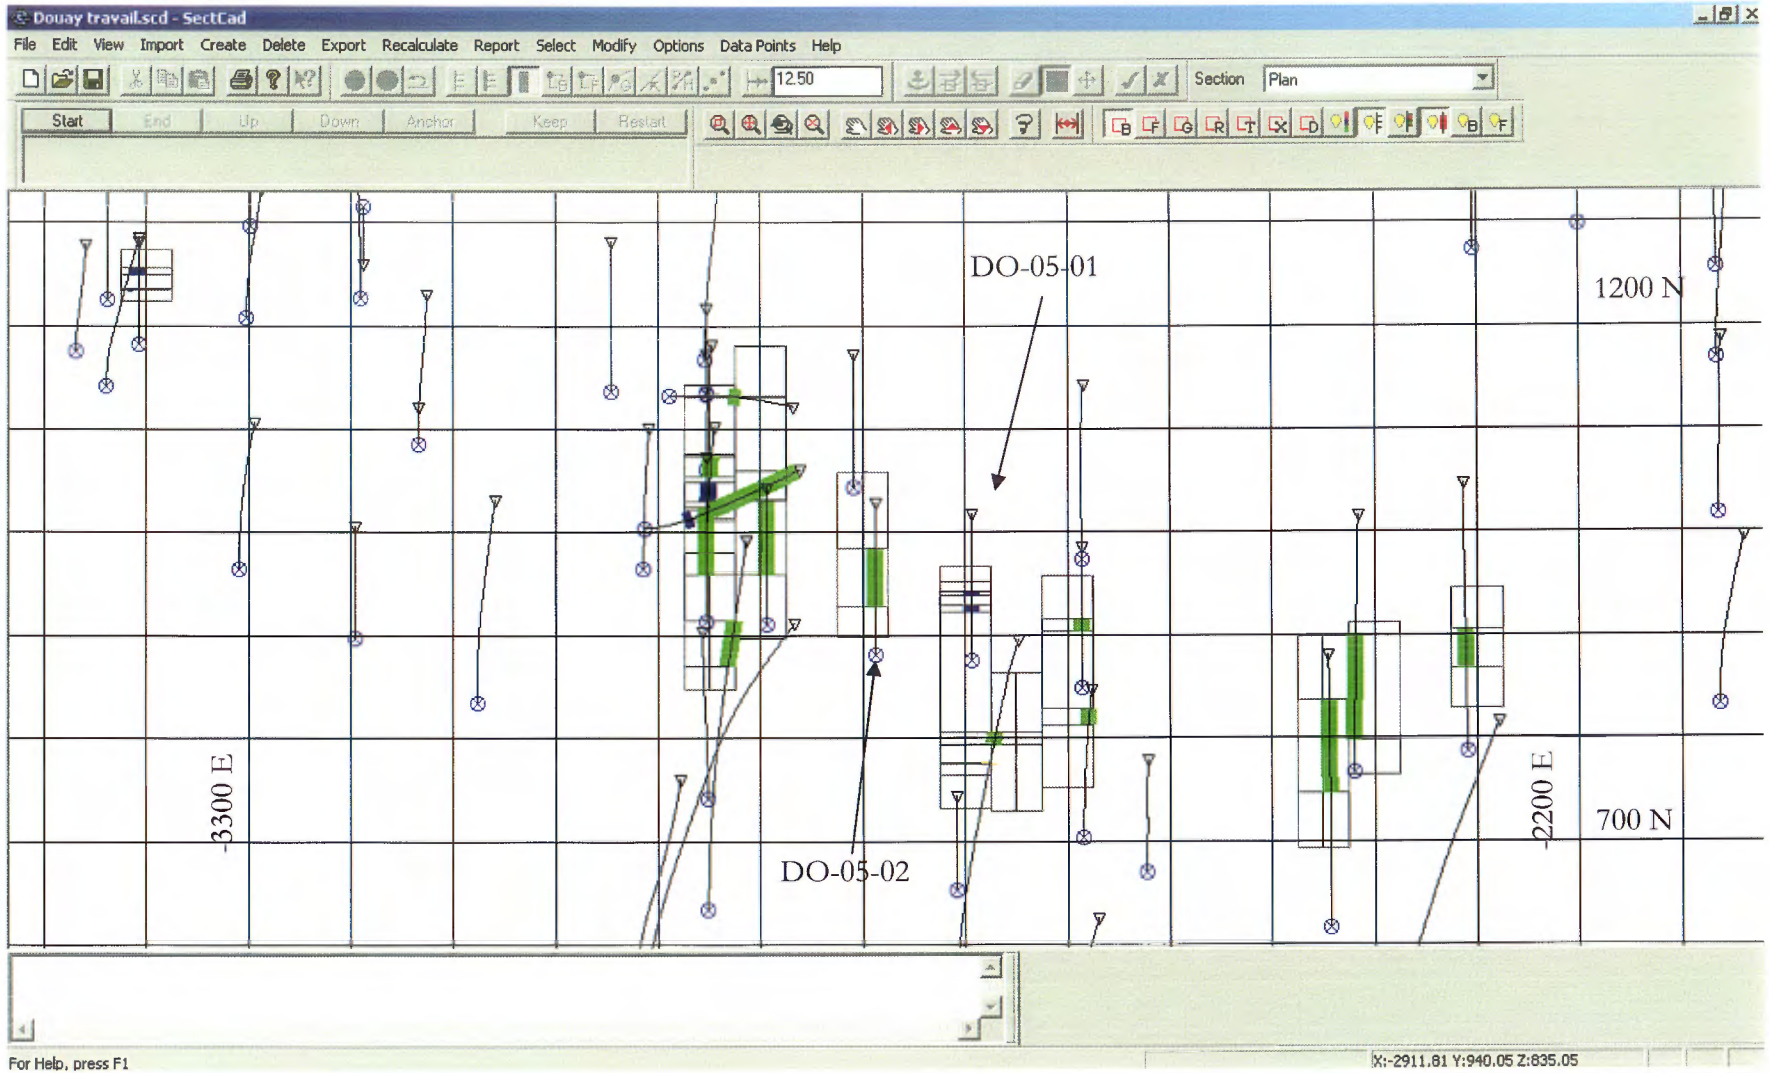 Douay travail.scd - SectCad
File Edit View Import Create Delete Export Recalculate Report Select Modify Options Data Points Help
12.50 Section Plan
Start End Up Down Anchor Keep Restart
B F G R T X D B F
DO-05-01
1200 N
-3300 E
-2200 E
700 N
DO-05-02
For Help, press F1 X:-2911.81 Y:940.05 Z:835.05